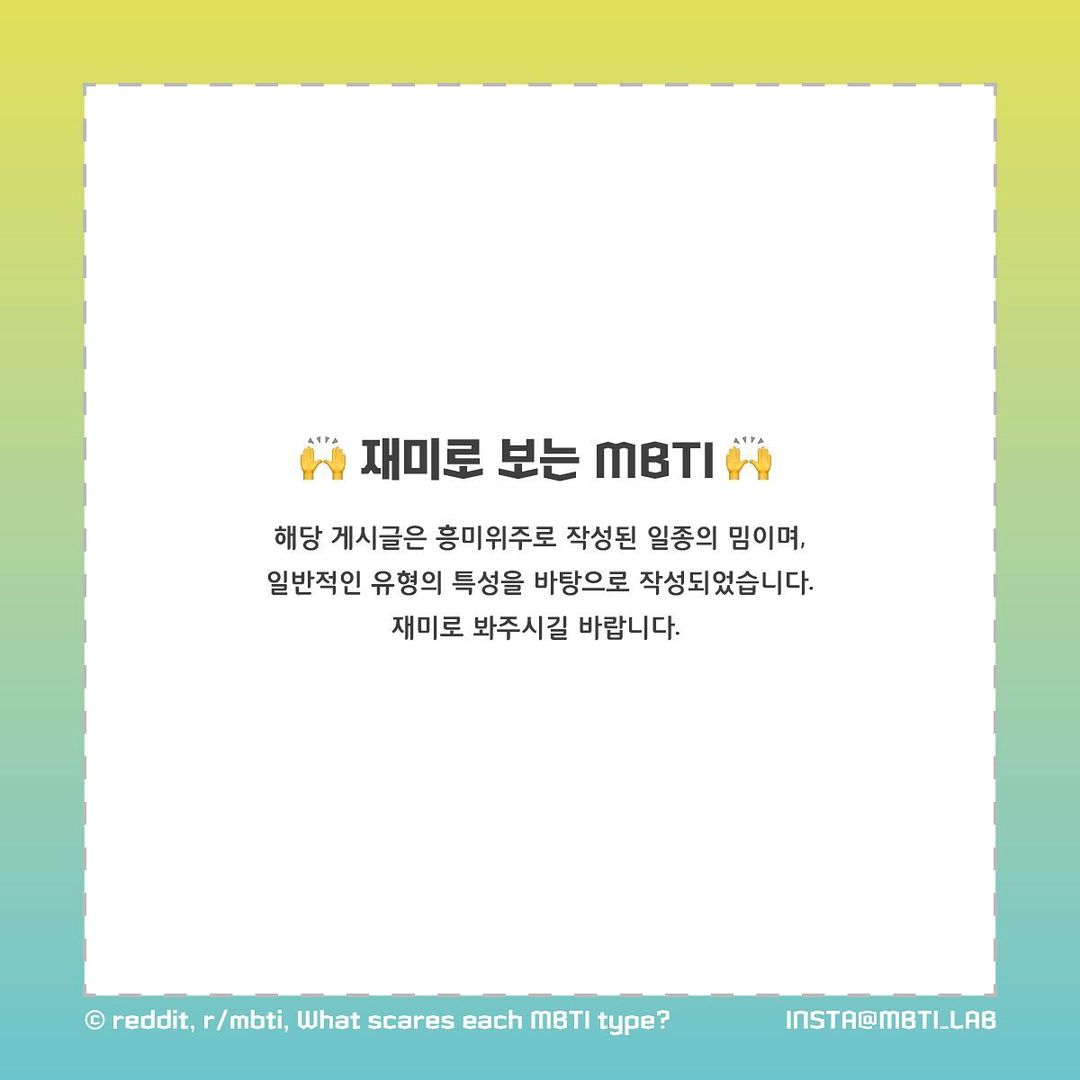 🙌 재미로 보는 MBTI 🙌
해당 게시글은 흥미위주로 작성된 일종의 밈이며,
일반적인 유형의 특성을 바탕으로 작성되었습니다.
재미로 봐주시길 바랍니다.
© reddit, r/mbti, What scares each MBTI type?
INSTA@MBTI_LAB